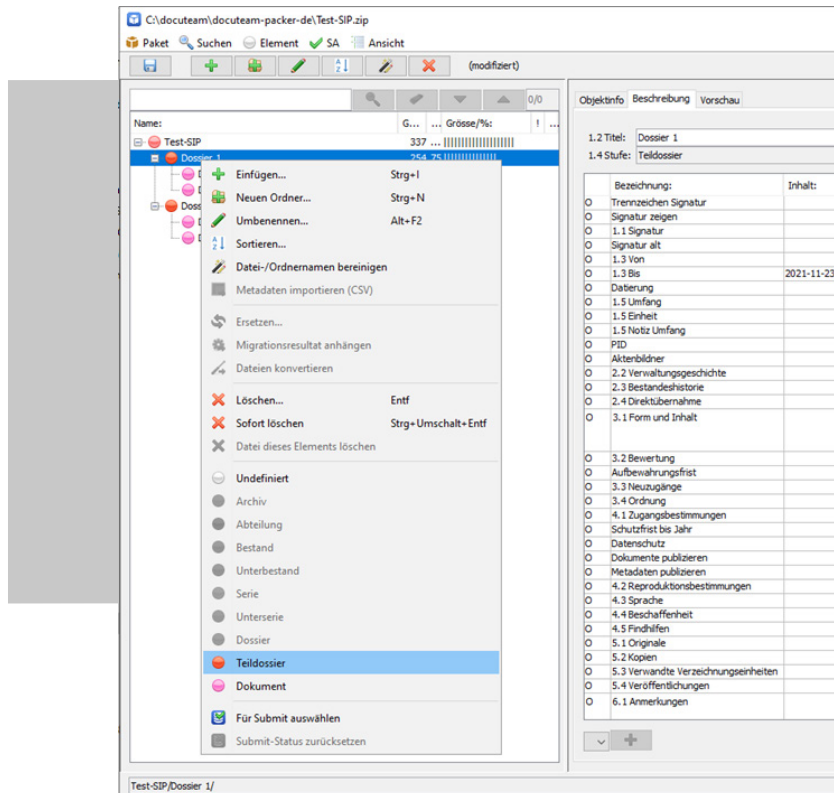 C:\docuteam\docuteam-packer-de\Test-SIP.zip
Paket Suchen Element SA Ansicht
(modifiziert)
0/0
Name: G... ... Grösse/%: ! ...
Test-SIP 337 ...
Dossier 1 254 75
D
D
Doss
D
D
Einfügen... Strg+I
Neuen Ordner... Strg+N
Umbenennen... Alt+F2
Sortieren...
Datei-/Ordnernamen bereinigen
Metadaten importieren (CSV)
Ersetzen...
Migrationsresultat anhängen
Dateien konvertieren
Löschen... Entf
Sofort löschen Strg+Umschalt+Entf
Datei dieses Elements löschen
Undefiniert
Archiv
Abteilung
Bestand
Unterbestand
Serie
Unterserie
Dossier
Teildossier
Dokument
Für Submit auswählen
Submit-Status zurücksetzen
Objektinfo Beschreibung Vorschau
1.2 Titel: Dossier 1
1.4 Stufe: Teildossier
Bezeichnung: Inhalt:
O Trennzeichen Signatur
O Signatur zeigen
O 1.1 Signatur
O Signatur alt
O 1.3 Von
O 1.3 Bis 2021-11-23
O Datierung
O 1.5 Umfang
O 1.5 Einheit
O 1.5 Notiz Umfang
O PID
O Aktenbildner
O 2.2 Verwaltungsgeschichte
O 2.3 Bestandeshistorie
O 2.4 Direktübernahme
O 3.1 Form und Inhalt
O 3.2 Bewertung
O Aufbewahrungsfrist
O 3.3 Neuzugänge
O 3.4 Ordnung
O 4.1 Zugangsbestimmungen
O Schutzfrist bis Jahr
O Datenschutz
O Dokumente publizieren
O Metadaten publizieren
O 4.2 Reproduktionsbestimmungen
O 4.3 Sprache
O 4.4 Beschaffenheit
O 4.5 Findhilfen
O 5.1 Originale
O 5.2 Kopien
O 5.3 Verwandte Verzeichnungseinheiten
O 5.4 Veröffentlichungen
O 6.1 Anmerkungen
Test-SIP/Dossier 1/